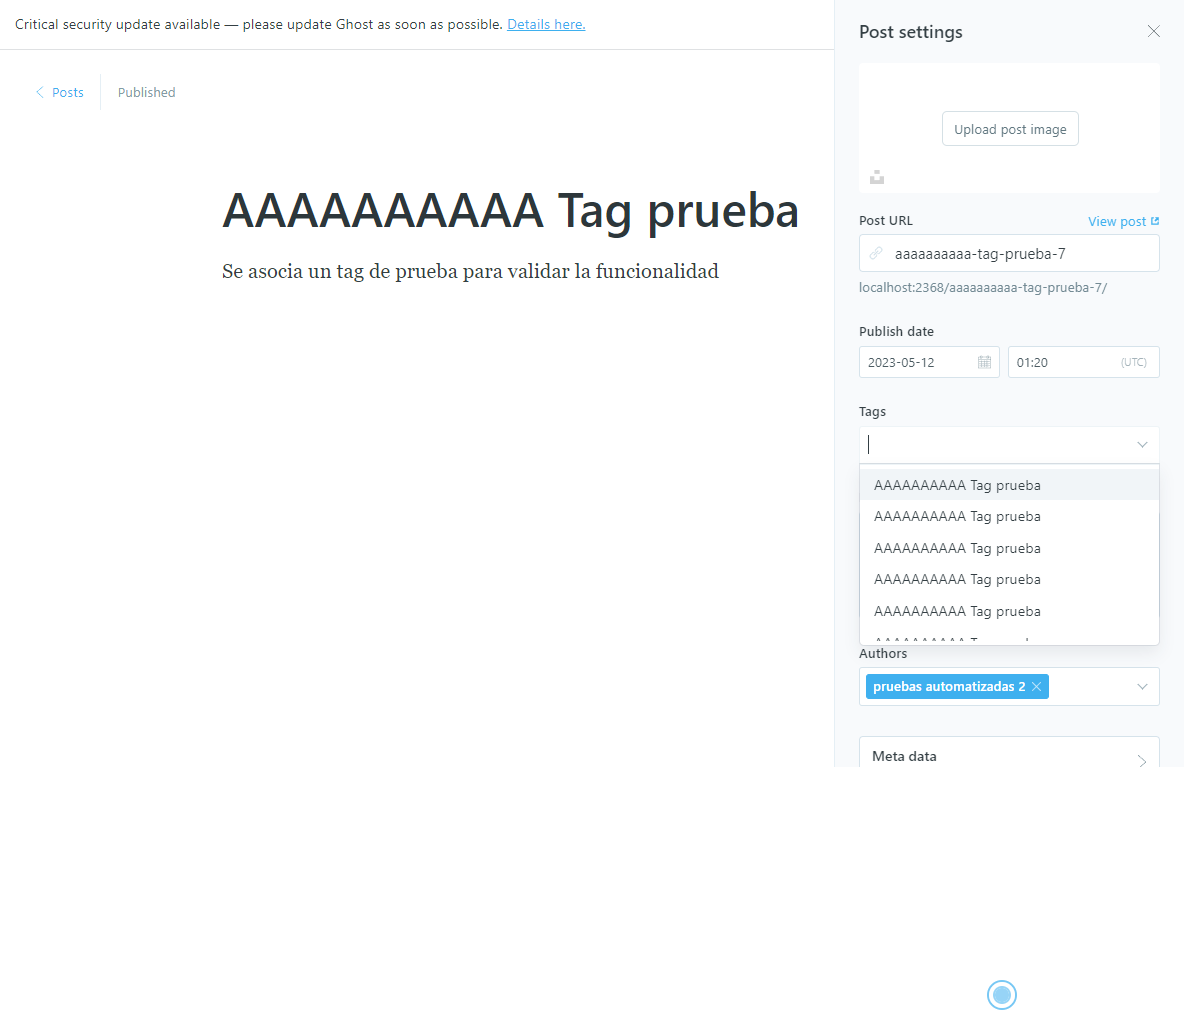 Critical security update available — please update Ghost as soon as possible. Details here.
Posts
Published
AAAAAAAAAA Tag prueba
Se asocia un tag de prueba para validar la funcionalidad
Post settings
Upload post image
Post URL
View post
aaaaaaaaaa-tag-prueba-7
localhost:2368/aaaaaaaaaa-tag-prueba-7/
Publish date
2023-05-12
01:20
(UTC)
Tags
AAAAAAAAAA Tag prueba
AAAAAAAAAA Tag prueba
AAAAAAAAAA Tag prueba
AAAAAAAAAA Tag prueba
AAAAAAAAAA Tag prueba
Authors
pruebas automatizadas 2
Meta data